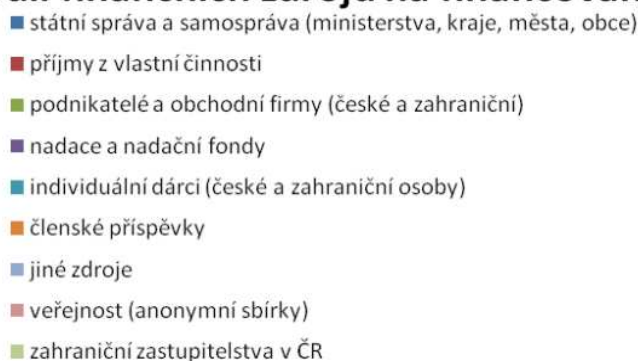 státní správa a samospráva (ministerstva, kraje, města, obce)
příjmy z vlastní činnosti
podnikatelé a obchodní firmy (české a zahraniční)
nadace a nadační fondy
individuální dárci (české a zahraniční osoby)
členské příspěvky
jiné zdroje
veřejnost (anonymní sbírky)
zahraniční zastupitelstva v ČR